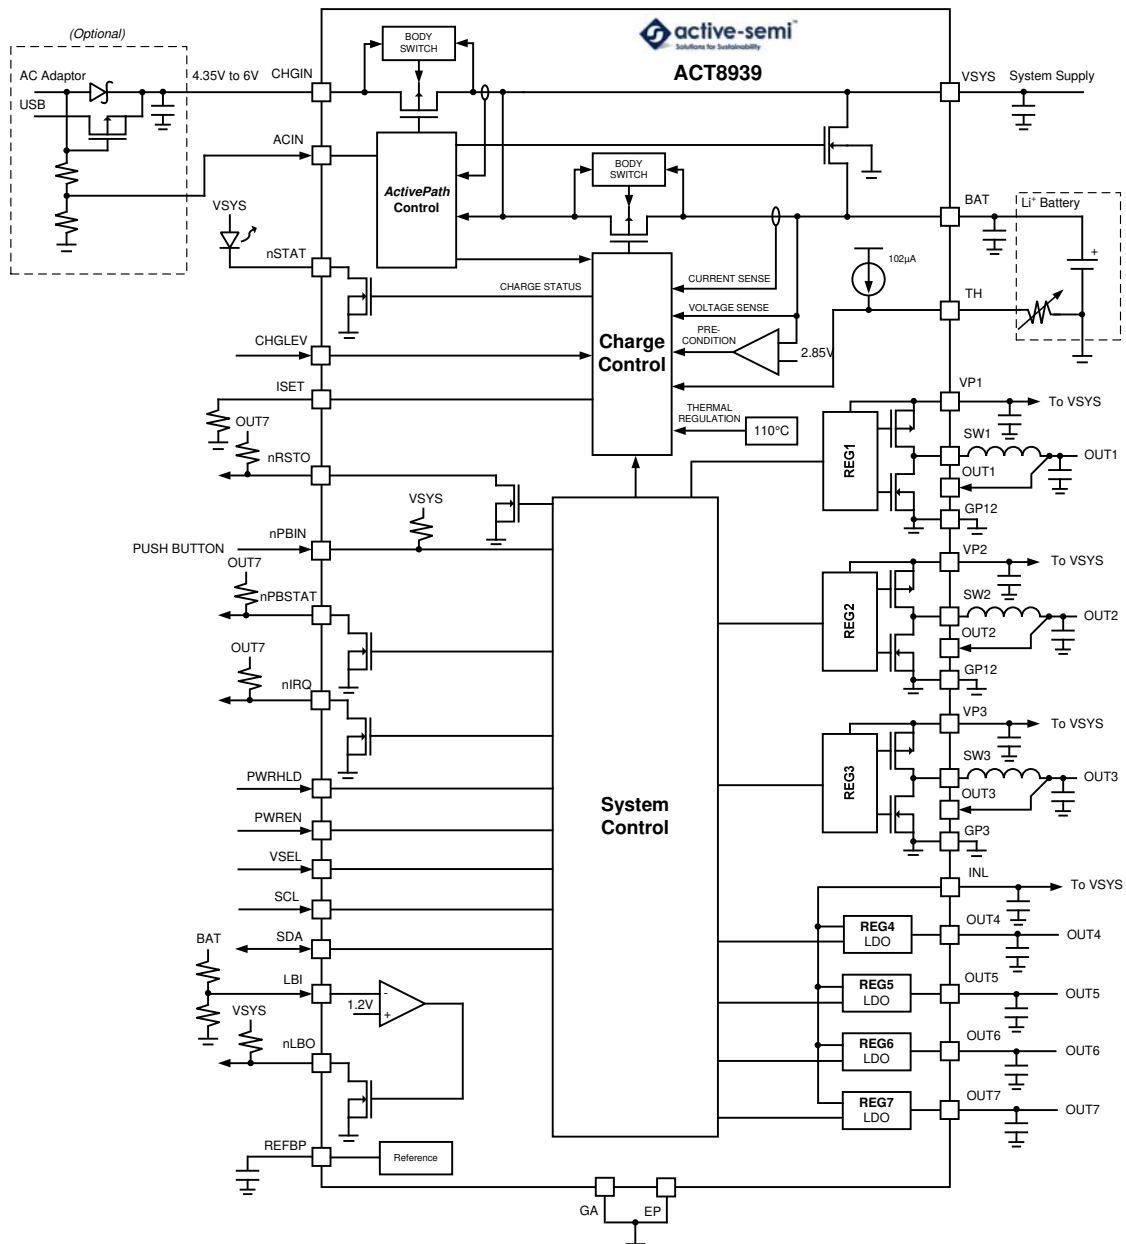 (Optional)
active-semi™
Solutions for Sustainability
ACT8939
BODY
SWITCH
AC Adaptor
4.35V to 6V
CHGIN
VSYS
System Supply
USB
ACIN
ActivePath
Control
BODY
SWITCH
BAT
Li⁺ Battery
+
VSYS
nSTAT
CHARGE STATUS
CURRENT SENSE
102µA
TH
VOLTAGE SENSE
PRE-
CONDITION
2.85V
Charge
Control
CHGLEV
ISET
THERMAL
REGULATION
110°C
VP1
To VSYS
REG1
SW1
OUT1
OUT1
GP12
OUT7
nRSTO
VSYS
nPBIN
PUSH BUTTON
VP2
To VSYS
OUT7
nPBSTAT
REG2
SW2
OUT2
OUT2
GP12
OUT7
nIRQ
VP3
To VSYS
REG3
SW3
OUT3
OUT3
GP3
PWRHLD
System
Control
PWREN
VSEL
INL
To VSYS
SCL
REG4
LDO
OUT4
OUT4
BAT
SDA
LBI
1.2V
-
+
REG5
LDO
OUT5
OUT5
VSYS
nLBO
REG6
LDO
OUT6
OUT6
REG7
LDO
OUT7
OUT7
REFBP
Reference
GA
EP